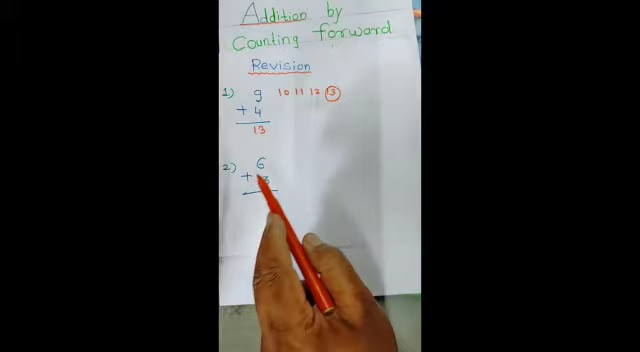 Addition by
Counting forward
Revision
1) 9 10 11 12 13
+ 4
13
2) 6
+